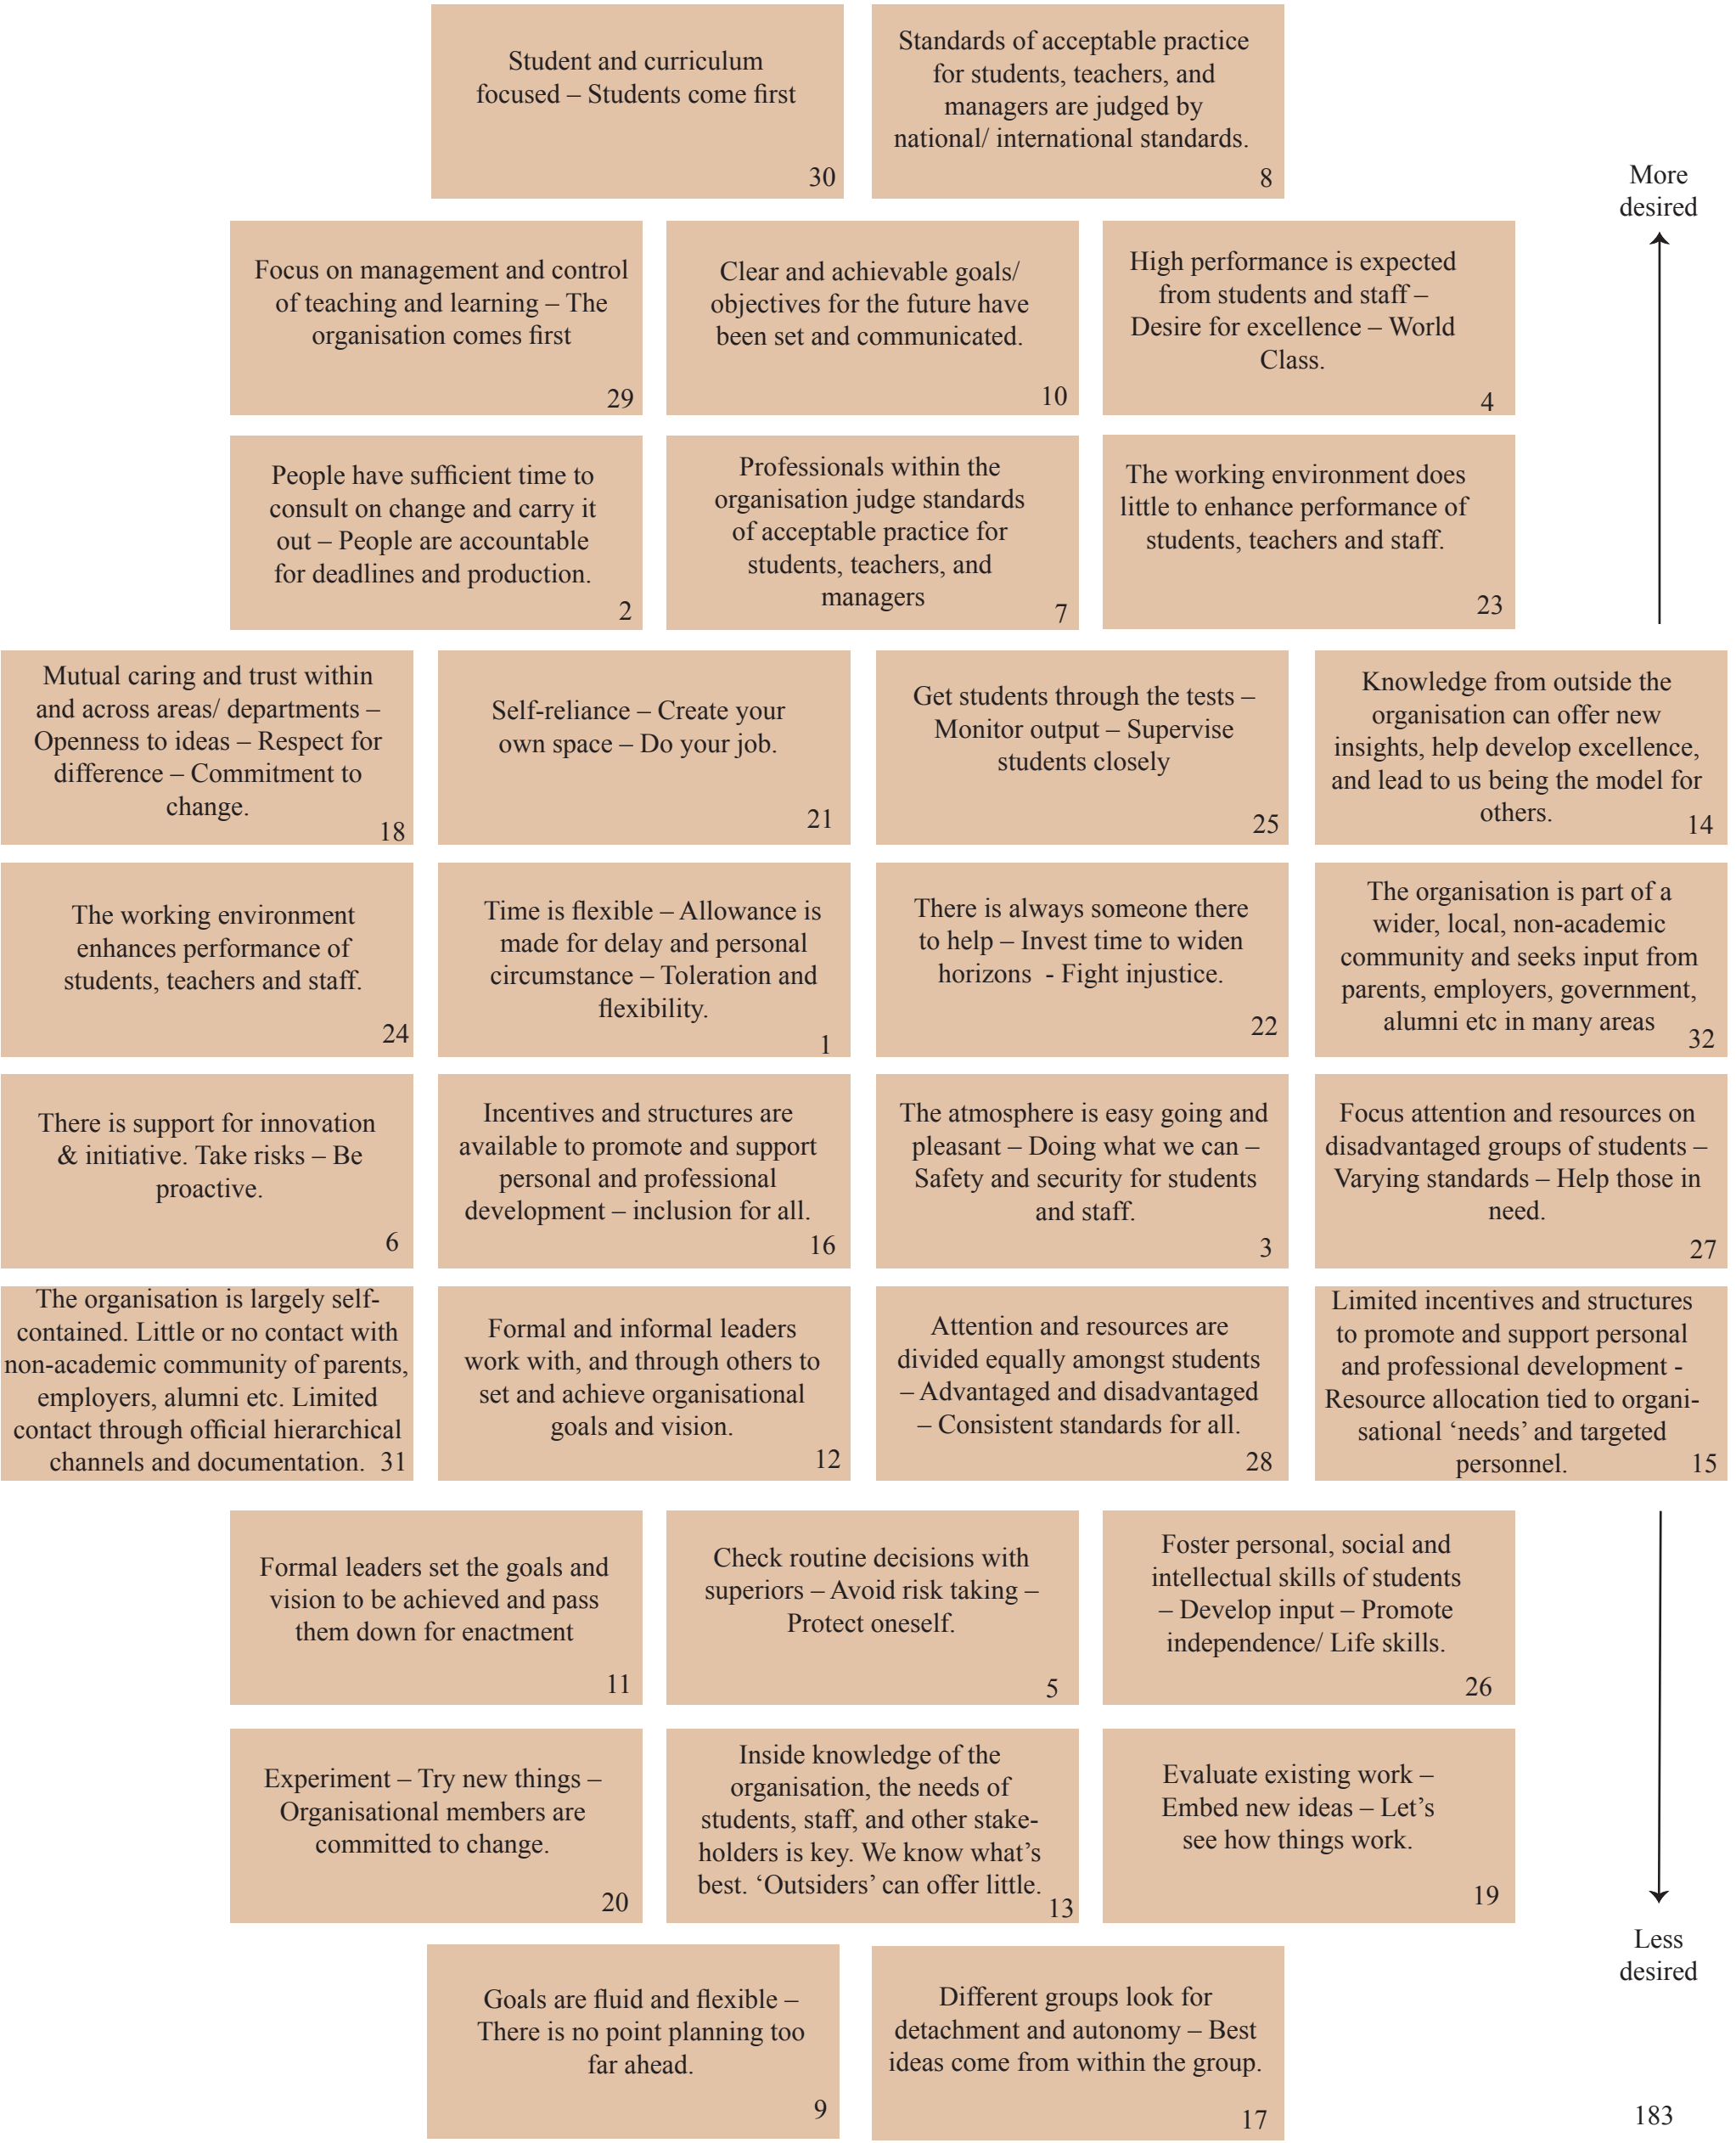 Student and curriculum
focused – Students come first
30
Standards of acceptable practice
for students, teachers, and
managers are judged by
national/ international standards.
8
More
desired
Focus on management and control
of teaching and learning – The
organisation comes first
29
Clear and achievable goals/
objectives for the future have
been set and communicated.
10
High performance is expected
from students and staff –
Desire for excellence – World
Class.
4
People have sufficient time to
consult on change and carry it
out – People are accountable
for deadlines and production.
2
Professionals within the
organisation judge standards
of acceptable practice for
students, teachers, and
managers
7
The working environment does
little to enhance performance of
students, teachers and staff.
23
Mutual caring and trust within
and across areas/ departments –
Openness to ideas – Respect for
difference – Commitment to
change.
18
Self-reliance – Create your
own space – Do your job.
21
Get students through the tests –
Monitor output – Supervise
students closely
25
Knowledge from outside the
organisation can offer new
insights, help develop excellence,
and lead to us being the model for
others.
14
The working environment
enhances performance of
students, teachers and staff.
24
Time is flexible – Allowance is
made for delay and personal
circumstance – Toleration and
flexibility.
1
There is always someone there
to help – Invest time to widen
horizons  - Fight injustice.
22
The organisation is part of a
wider, local, non-academic
community and seeks input from
parents, employers, government,
alumni etc in many areas
32
There is support for innovation
& initiative. Take risks – Be
proactive.
6
Incentives and structures are
available to promote and support
personal and professional
development – inclusion for all.
16
The atmosphere is easy going and
pleasant – Doing what we can –
Safety and security for students
and staff.
3
Focus attention and resources on
disadvantaged groups of students –
Varying standards – Help those in
need.
27
The organisation is largely self-
contained. Little or no contact with
non-academic community of parents,
employers, alumni etc. Limited
contact through official hierarchical
channels and documentation. 31
Formal and informal leaders
work with, and through others to
set and achieve organisational
goals and vision.
12
Attention and resources are
divided equally amongst students
– Advantaged and disadvantaged
– Consistent standards for all.
28
Limited incentives and structures
to promote and support personal
and professional development -
Resource allocation tied to organi-
sational ‘needs’ and targeted
personnel.
15
Formal leaders set the goals and
vision to be achieved and pass
them down for enactment
11
Check routine decisions with
superiors – Avoid risk taking –
Protect oneself.
5
Foster personal, social and
intellectual skills of students
– Develop input – Promote
independence/ Life skills.
26
Experiment – Try new things –
Organisational members are
committed to change.
20
Inside knowledge of the
organisation, the needs of
students, staff, and other stake-
holders is key. We know what’s
best. ‘Outsiders’ can offer little.
13
Evaluate existing work –
Embed new ideas – Let’s
see how things work.
19
Less
desired
Goals are fluid and flexible –
There is no point planning too
far ahead.
9
Different groups look for
detachment and autonomy – Best
ideas come from within the group.
17
183